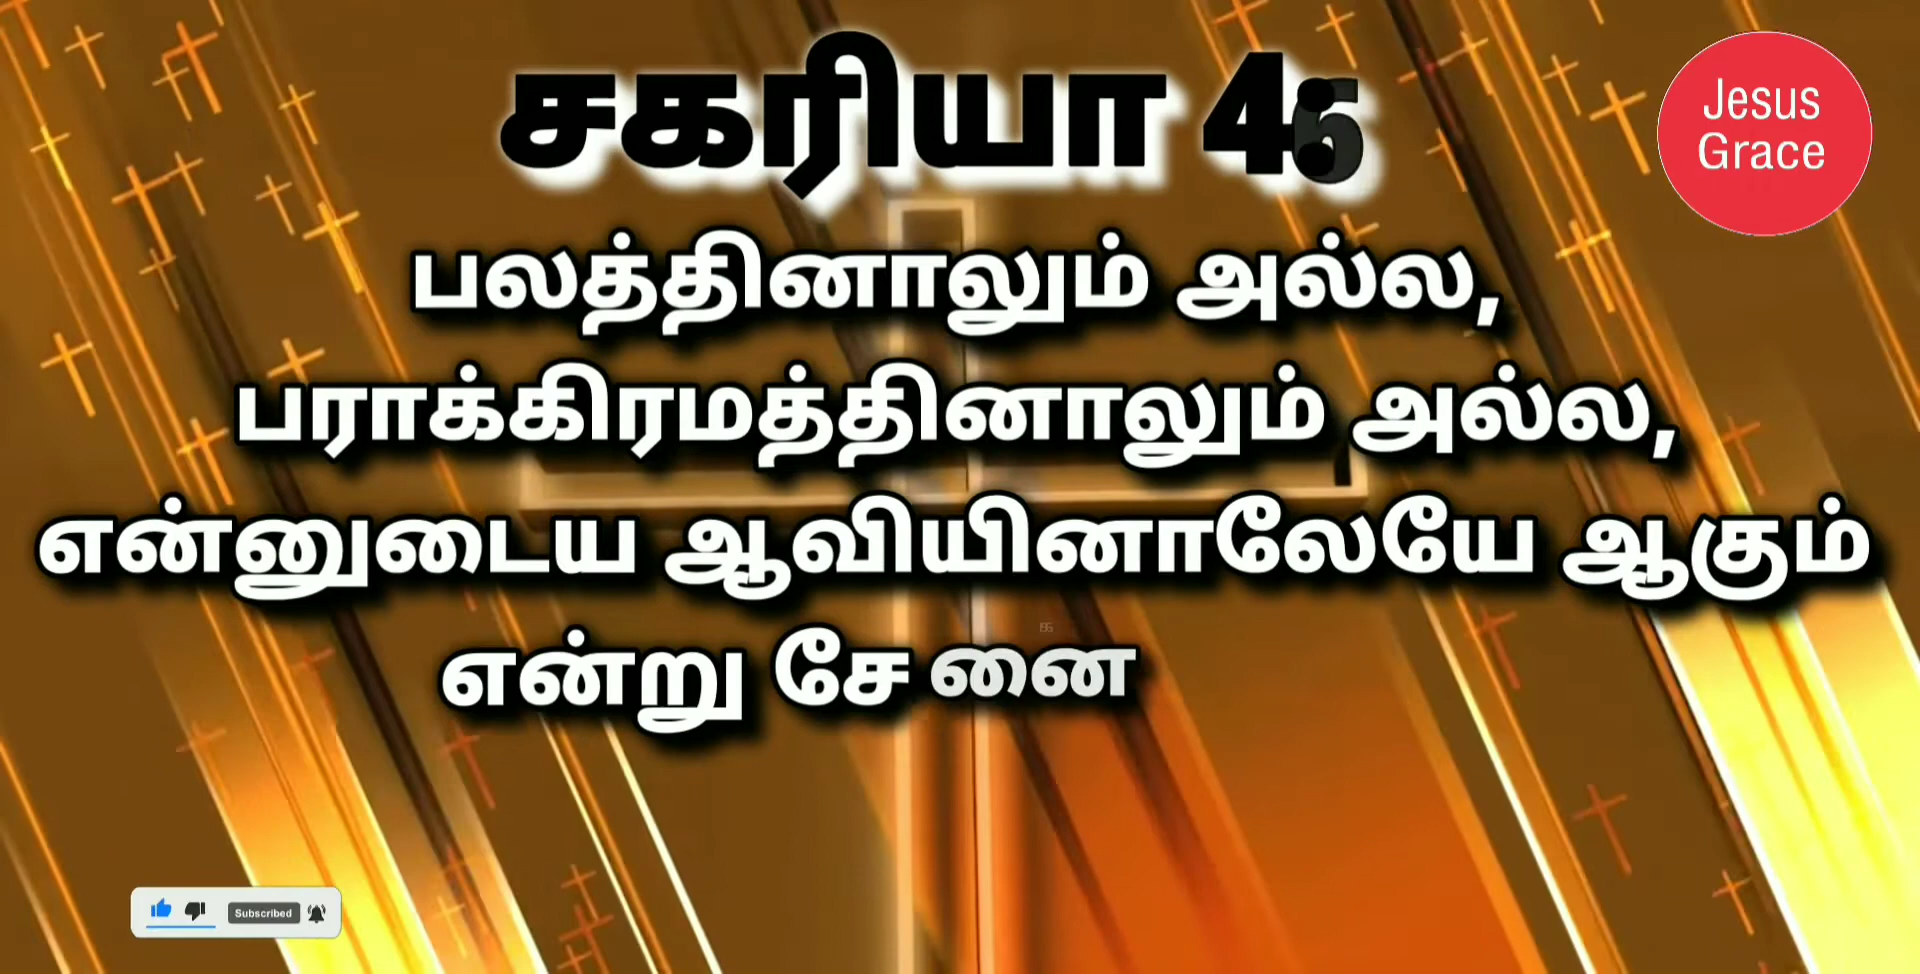 சகரியா 4:6
Jesus
Grace
பலத்தினாலும் அல்ல,
பராக்கிரமத்தினாலும் அல்ல,
என்னுடைய ஆவியினாலேயே ஆகும்
என்று சேனை
Subscribed